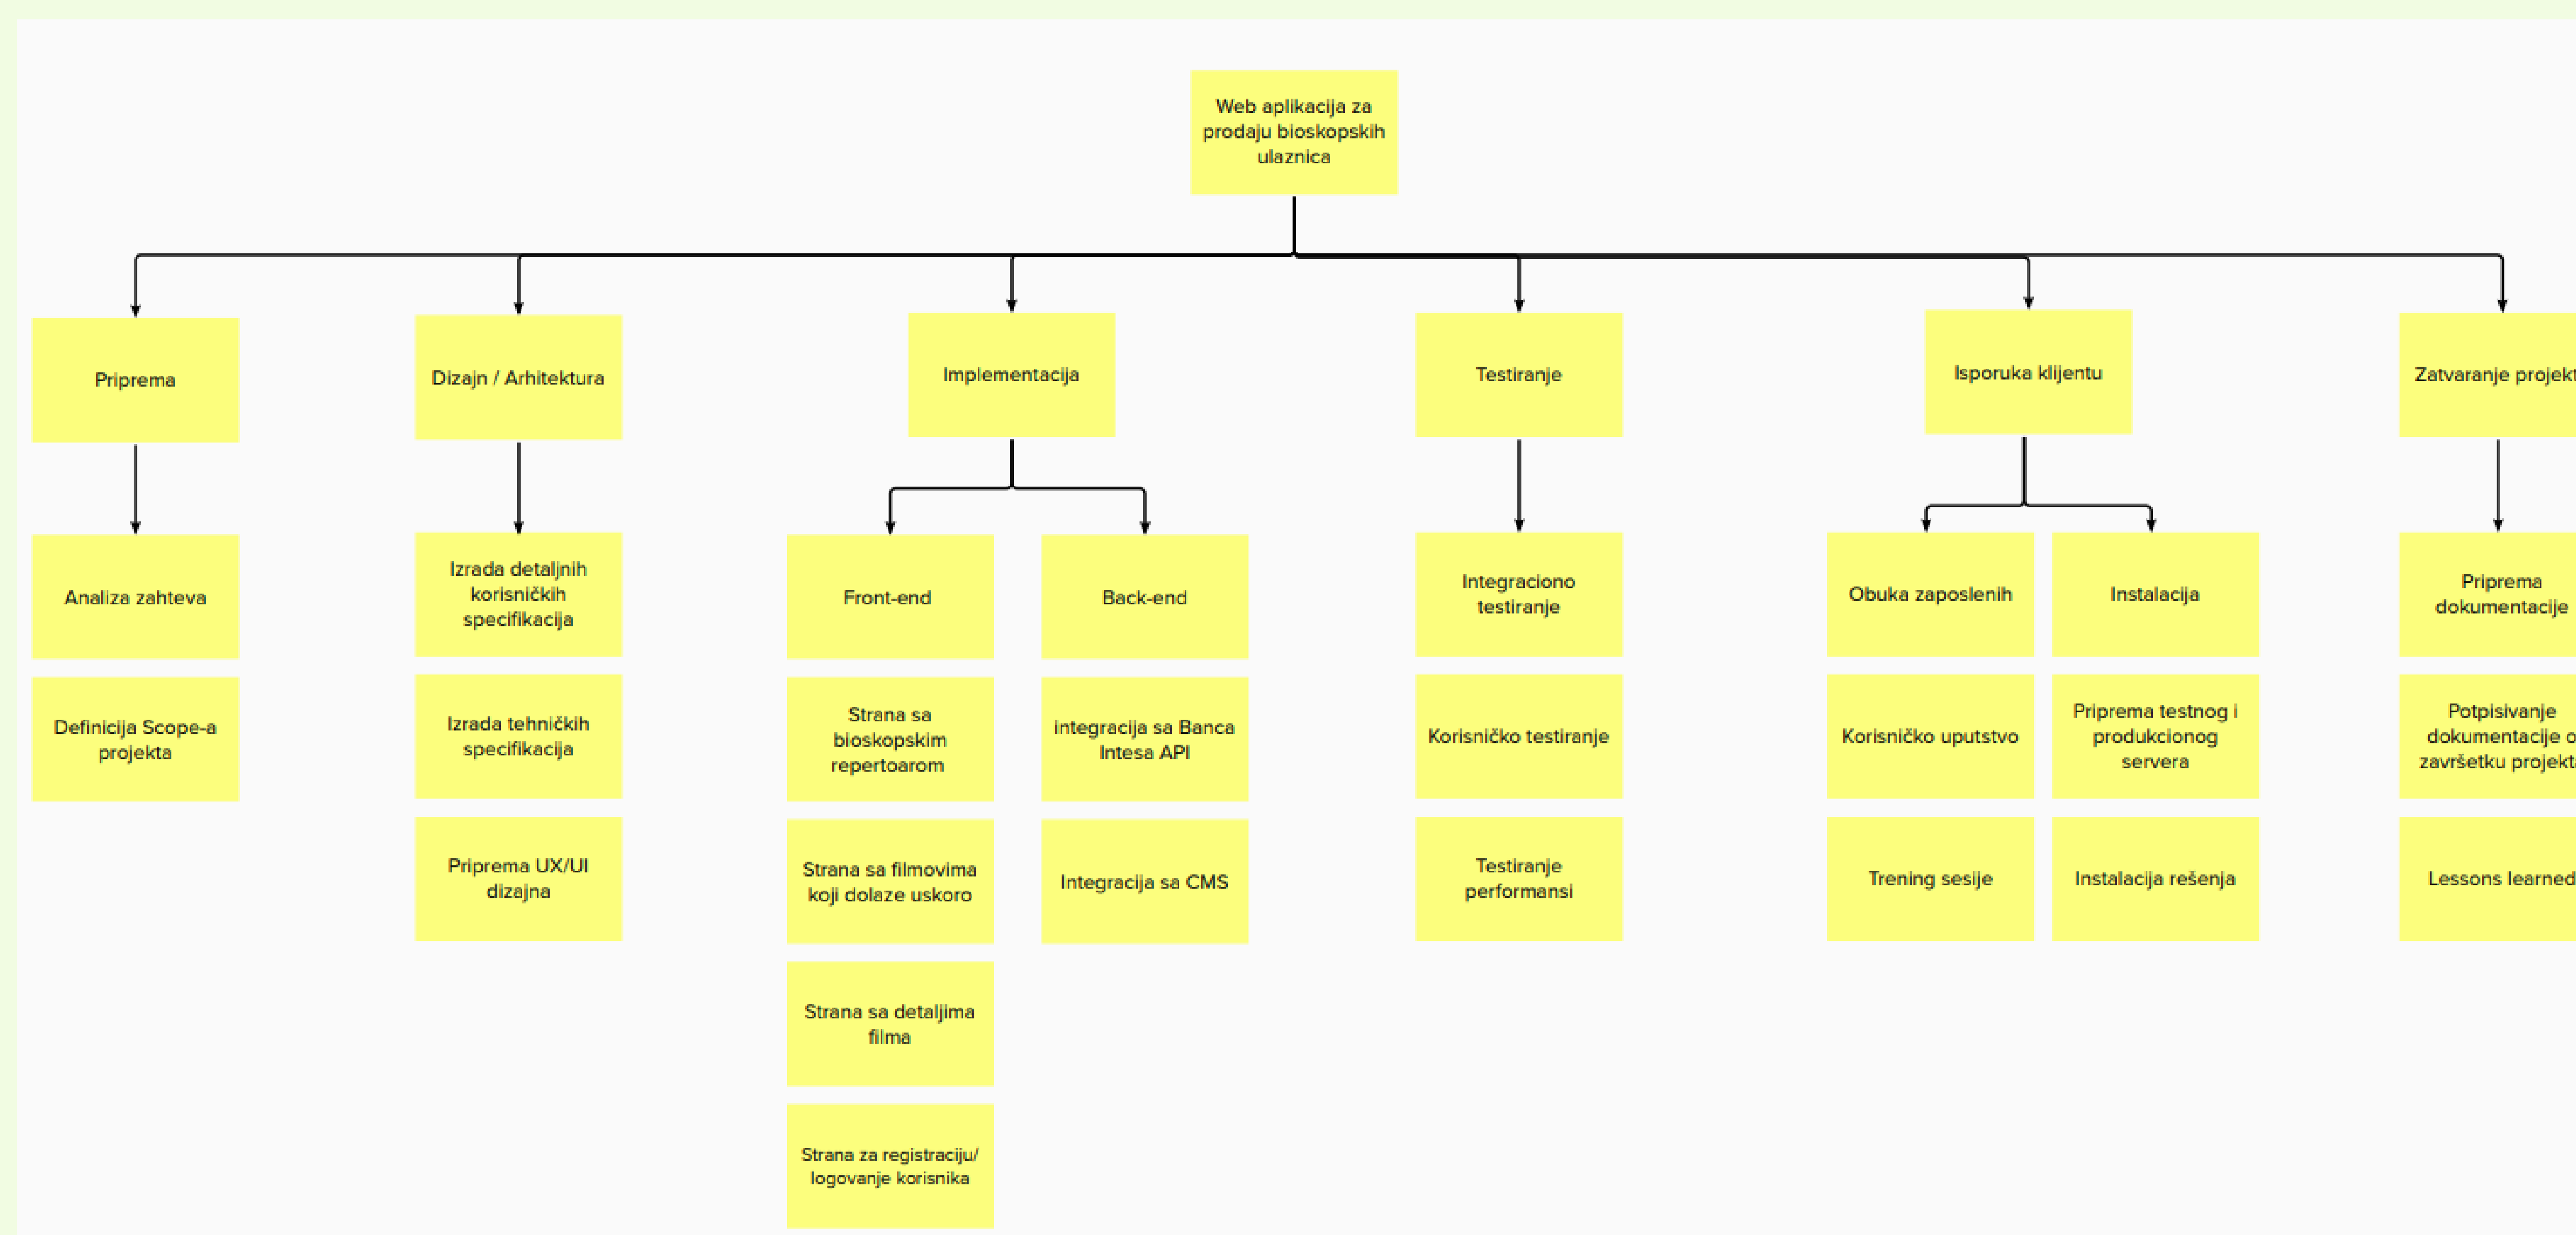 Web aplikacija za
prodaju bioskopskih
ulaznica
Priprema
Dizajn / Arhitektura
Implementacija
Testiranje
Isporuka klijentu
Zatvaranje projekt
Analiza zahteva
Definicija Scope-a
projekta
Izrada detaljnih
korisničkih
specifikacija
Izrada tehničkih
specifikacija
Priprema UX/UI
dizajna
Front-end
Strana sa
bioskopskim
repertoarom
Strana sa filmovima
koji dolaze uskoro
Strana sa detaljima
filma
Strana za registraciju/
logovanje korisnika
Back-end
integracija sa Banca
Intesa API
Integracija sa CMS
Integraciono
testiranje
Korisničko testiranje
Testiranje
performansi
Obuka zaposlenih
Korisničko uputstvo
Trening sesije
Instalacija
Priprema testnog i
produkcionog
servera
Instalacija rešenja
Priprema
dokumentacije
Potpisivanje
dokumentacije o
završetku projekt
Lessons learned